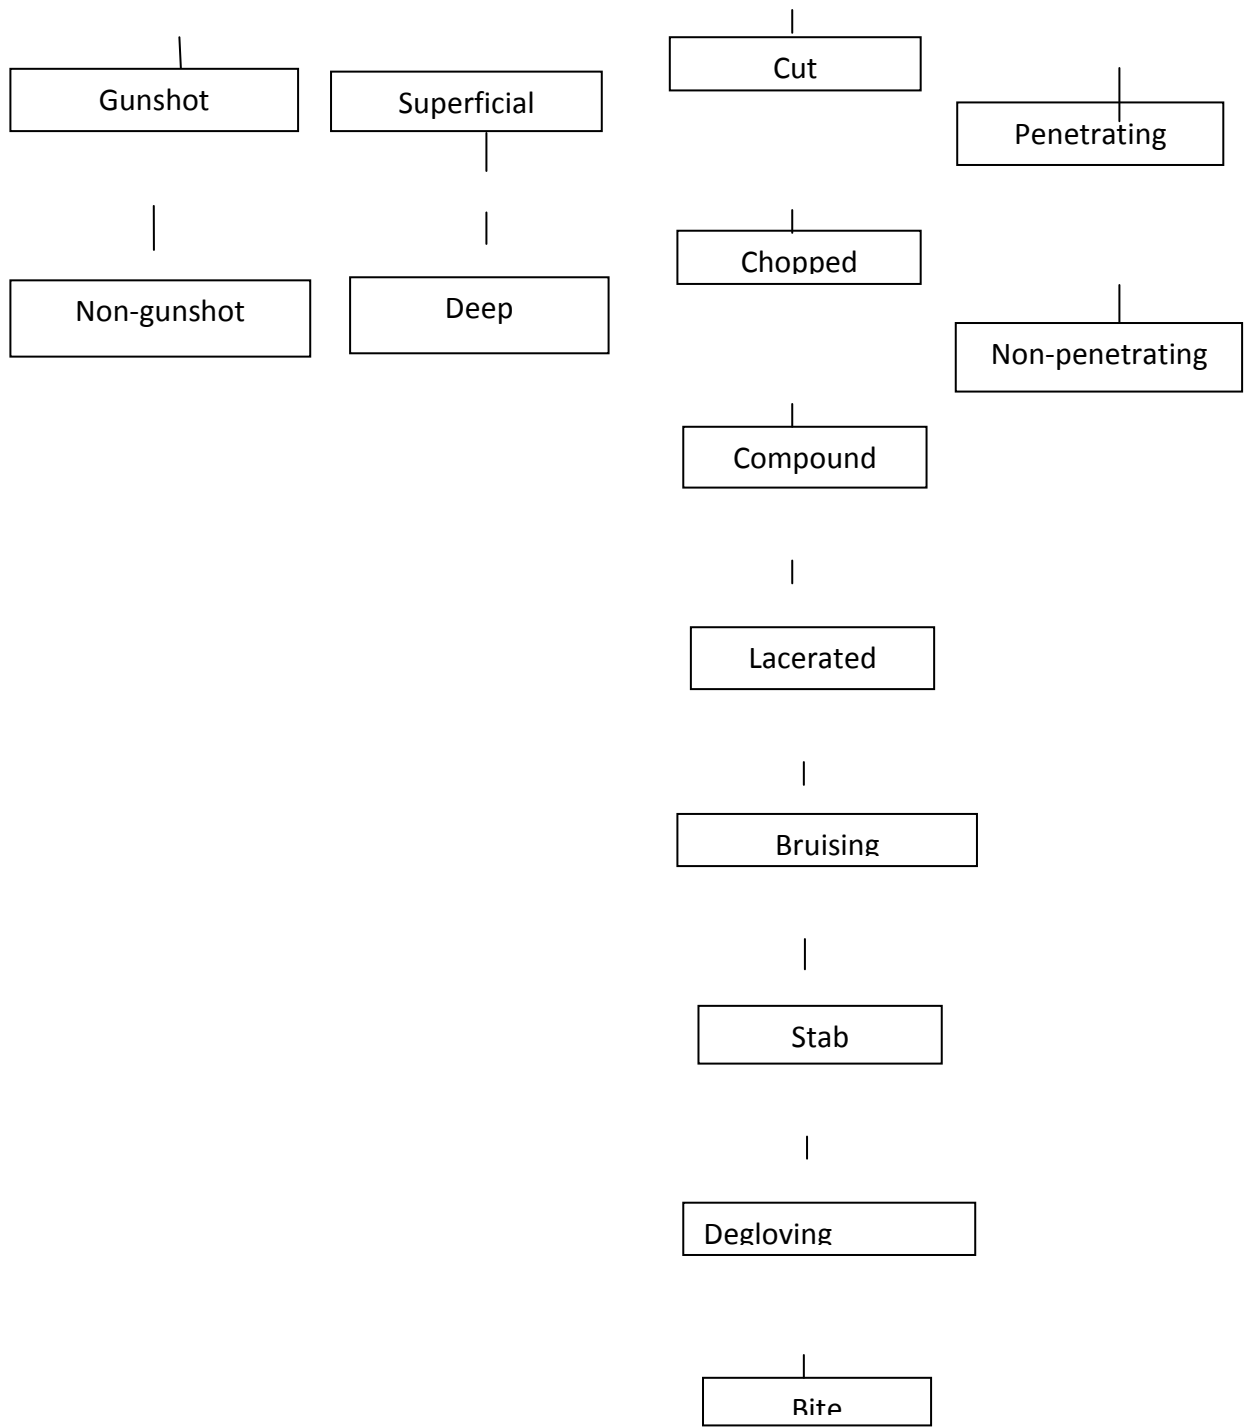 Gunshot
Non-gunshot
Superficial
Deep
Cut
Chopped
Compound
Lacerated
Bruising
Stab
Degloving
Bite
Penetrating
Non-penetrating